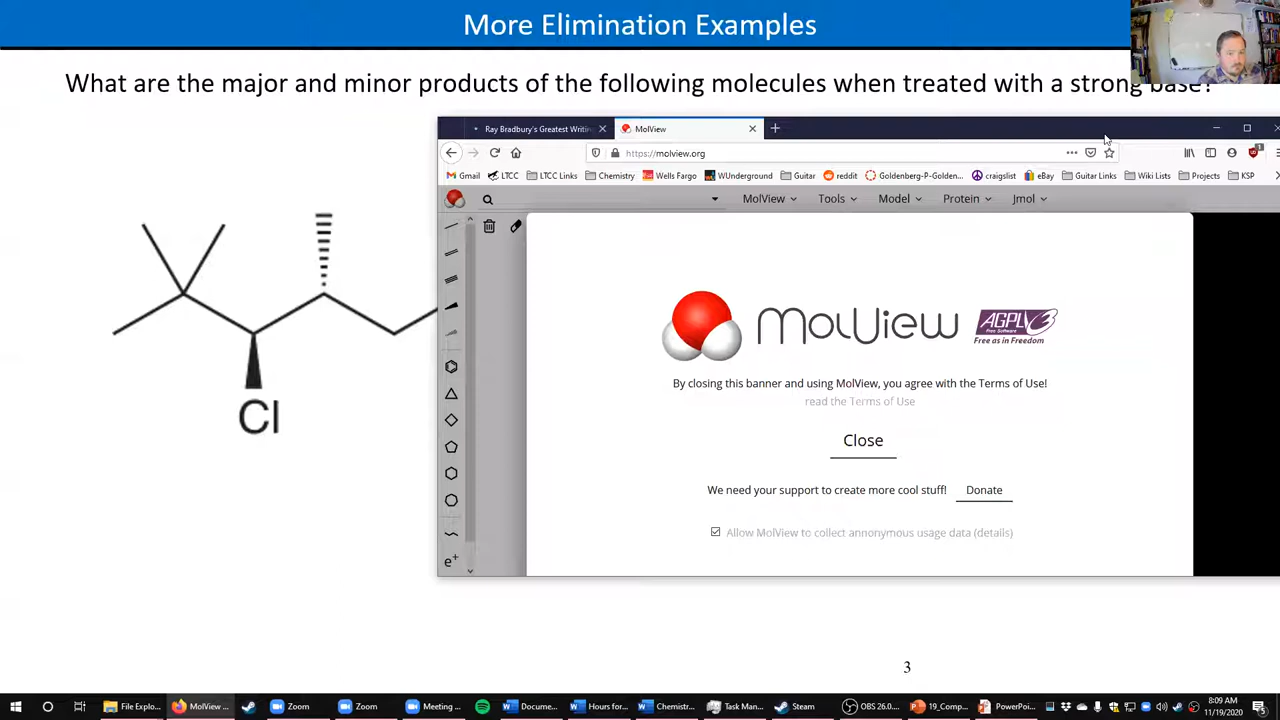 More Elimination Examples
What are the major and minor products of the following molecules when treated with a strong base?
Ray Bradbury's Greatest Writin
MolView
https://molview.org
Gmail
LTCC
LTCC Links
Chemistry
Wells Fargo
WUnderground
Guitar
reddit
Goldenberg-P-Golden...
craigslist
eBay
Guitar Links
Wiki Lists
Projects
KSP
MolView
Tools
Model
Protein
Jmol
MolView
AGPL v3
Free Software
Free as in Freedom
By closing this banner and using MolView, you agree with the Terms of Use!
read the Terms of Use
Close
We need your support to create more cool stuff!
Donate
Allow MolView to collect annonymous usage data (details)
e+
Cl
3
File Explo...
MolView ...
Zoom
Zoom
Meeting ...
Docume...
Hours for...
Chemistr...
Task Man...
Steam
OBS 26.0....
19_Comp...
PowerPoi...
8:09 AM
11/19/2020